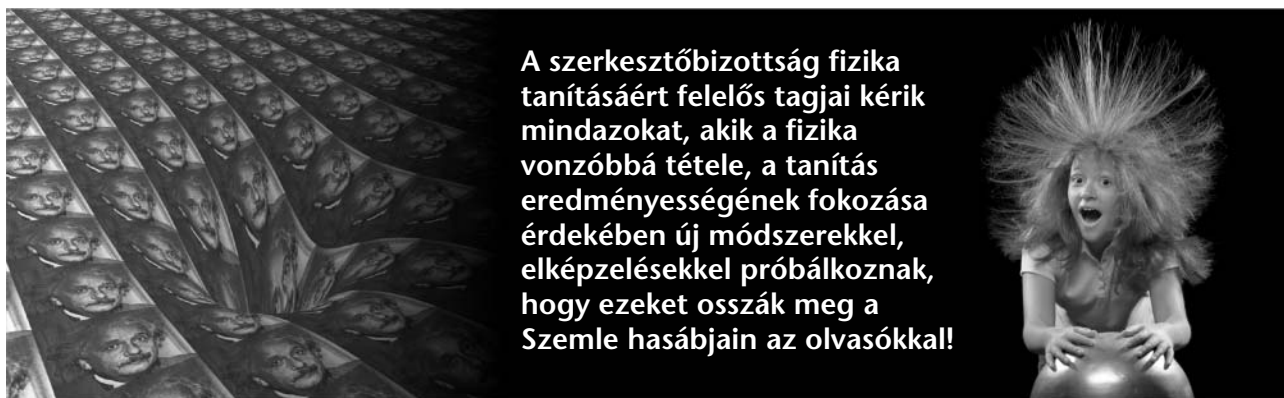 A szerkesztőbizottság fizika
tanításáért felelős tagjai kérik
mindazokat, akik a fizika
vonzóbbá tétele, a tanítás
eredményességének fokozása
érdekében új módszerekkel,
elképzelésekkel próbálkoznak,
hogy ezeket osszák meg a
Szemle hasábjain az olvasókkal!